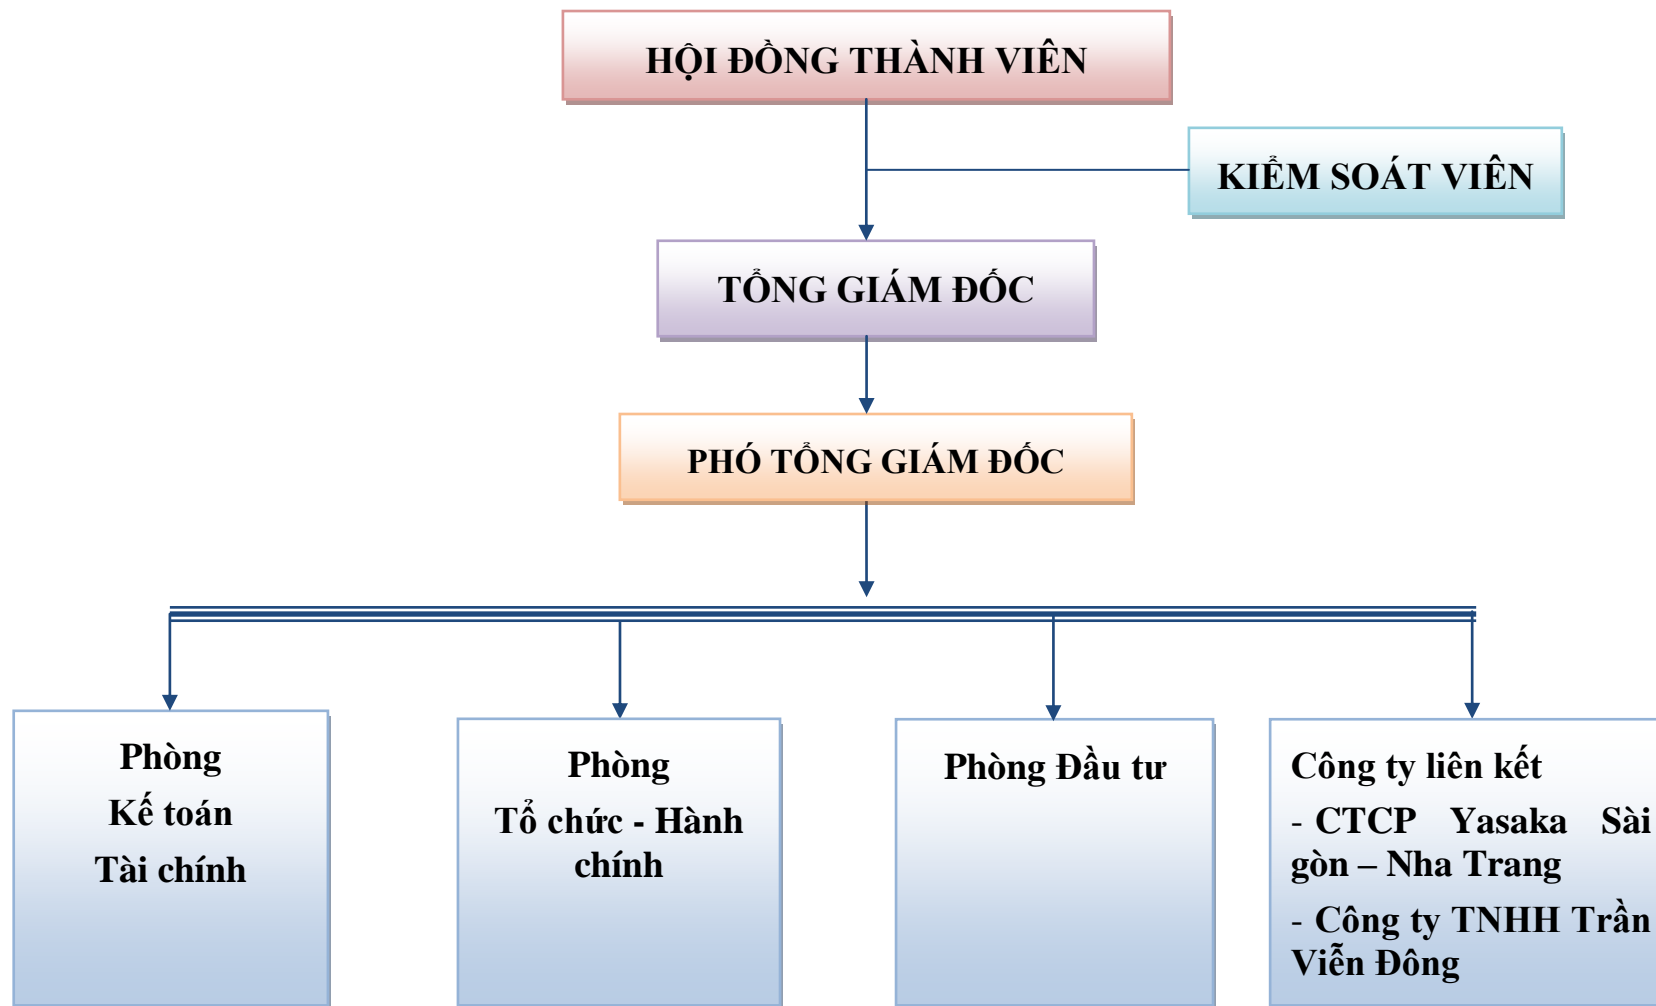 HỘI ĐỒNG THÀNH VIÊN
KIỂM SOÁT VIÊN
TỔNG GIÁM ĐỐC
PHÓ TỔNG GIÁM ĐỐC
Phòng
Kế toán
Tài chính
Phòng
Tổ chức - Hành
chính
Phòng Đầu tư
Công ty liên kết
- CTCP Yasaka Sài
gòn – Nha Trang
- Công ty TNHH Trần
Viễn Đông